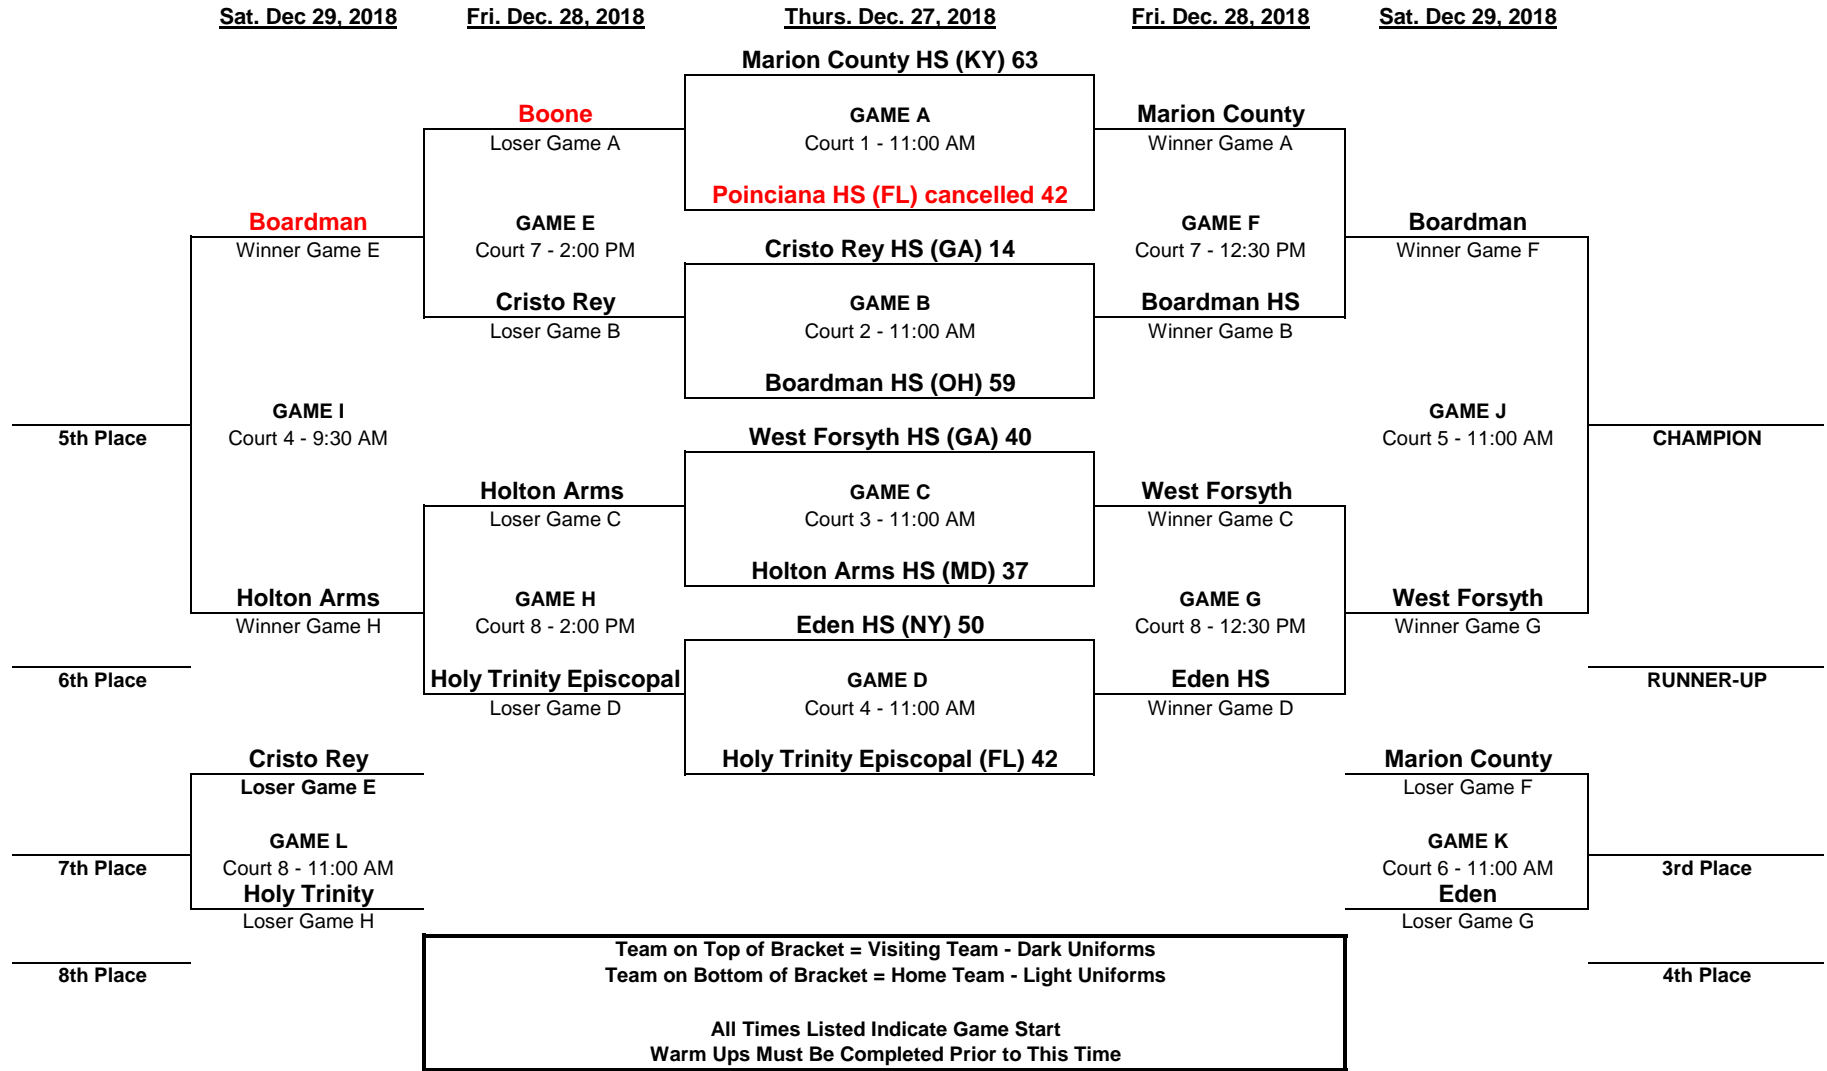 Sat. Dec 29, 2018
Fri. Dec. 28, 2018
Thurs. Dec. 27, 2018
Fri. Dec. 28, 2018
Sat. Dec 29, 2018
Marion County HS (KY) 63
Boone
GAME A
Marion County
Loser Game A
Court 1 - 11:00 AM
Winner Game A
Poinciana HS (FL) cancelled 42
Boardman
GAME E
GAME F
Boardman
Winner Game E
Court 7 - 2:00 PM
Cristo Rey HS (GA) 14
Court 7 - 12:30 PM
Winner Game F
Cristo Rey
GAME B
Boardman HS
Loser Game B
Court 2 - 11:00 AM
Winner Game B
Boardman HS (OH) 59
GAME I
GAME J
5th Place
Court 4 - 9:30 AM
West Forsyth HS (GA) 40
Court 5 - 11:00 AM
CHAMPION
Holton Arms
GAME C
West Forsyth
Loser Game C
Court 3 - 11:00 AM
Winner Game C
Holton Arms HS (MD) 37
Holton Arms
GAME H
GAME G
West Forsyth
Winner Game H
Court 8 - 2:00 PM
Eden HS (NY) 50
Court 8 - 12:30 PM
Winner Game G
6th Place
Holy Trinity Episcopal
GAME D
Eden HS
RUNNER-UP
Loser Game D
Court 4 - 11:00 AM
Winner Game D
Cristo Rey
Holy Trinity Episcopal (FL) 42
Marion County
Loser Game E
Loser Game F
GAME L
GAME K
7th Place
Court 8 - 11:00 AM
Court 6 - 11:00 AM
3rd Place
Holy Trinity
Eden
Loser Game H
Loser Game G
Team on Top of Bracket = Visiting Team - Dark Uniforms
8th Place
Team on Bottom of Bracket = Home Team - Light Uniforms
4th Place
All Times Listed Indicate Game Start
Warm Ups Must Be Completed Prior to This Time